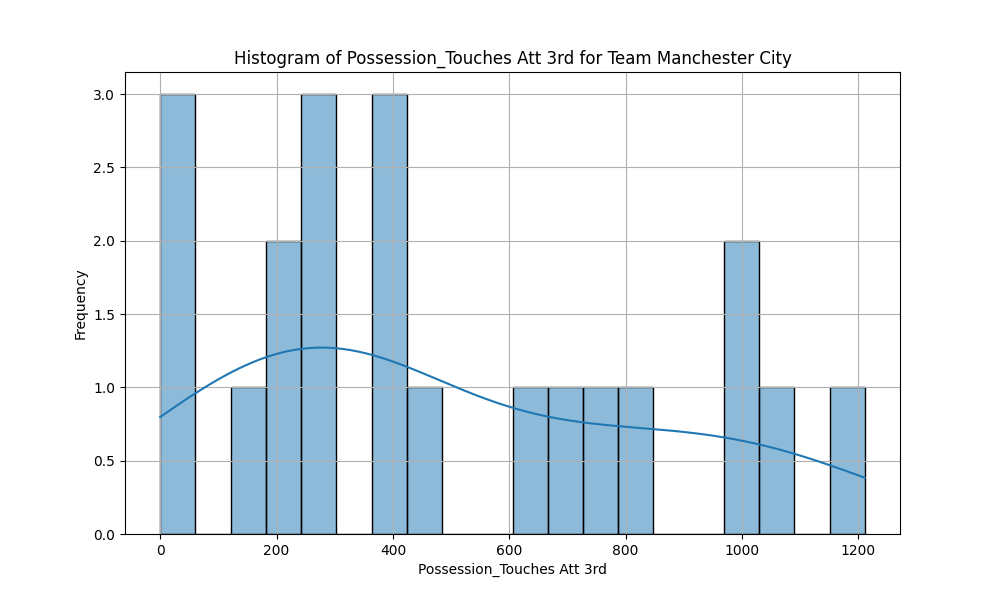 Histogram of Possession_Touches Att 3rd for Team Manchester City
Frequency
3.0
2.5
2.0
1.5
1.0
0.5
0.0
0 200 400 600 800 1000 1200
Possession_Touches Att 3rd